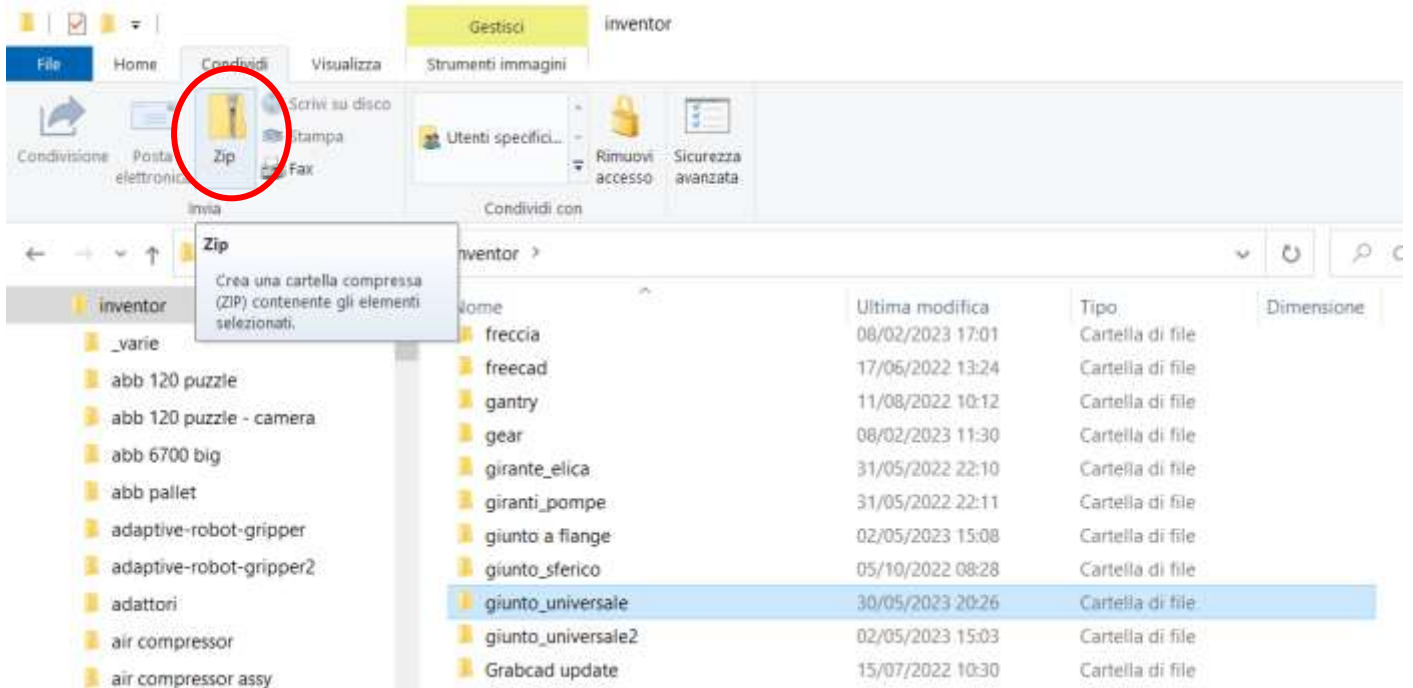 Gestisci
inventor
File
Home
Condividi
Visualizza
Strumenti immagini
Condivisione
Posta
Zip
Scrivi su disco
Stampa
Fax
Invia
Utenti specifici...
Rimuovi
accesso
Sicurezza
avanzata
Condividi con
Zip
Crea una cartella compressa
(ZIP) contenente gli elementi
selezionati.
inventor
_varie
abb 120 puzzle
abb 120 puzzle - camera
abb 6700 big
abb pallet
adaptive-robot-gripper
adaptive-robot-gripper2
adattori
air compressor
air compressor assy
Ultima modifica Tipo Dimensione
freccia 08/02/2023 17:01 Cartella di file
freecad 17/06/2022 13:24 Cartella di file
gantry 11/08/2022 10:12 Cartella di file
gear 08/02/2023 11:30 Cartella di file
girante_elica 31/05/2022 22:10 Cartella di file
giranti_pompe 31/05/2022 22:11 Cartella di file
giunto a flange 02/05/2023 15:08 Cartella di file
giunto_sferico 05/10/2022 08:28 Cartella di file
giunto_universale 30/05/2023 20:26 Cartella di file
giunto_universale2 02/05/2023 15:03 Cartella di file
Grabcad update 15/07/2022 10:30 Cartella di file